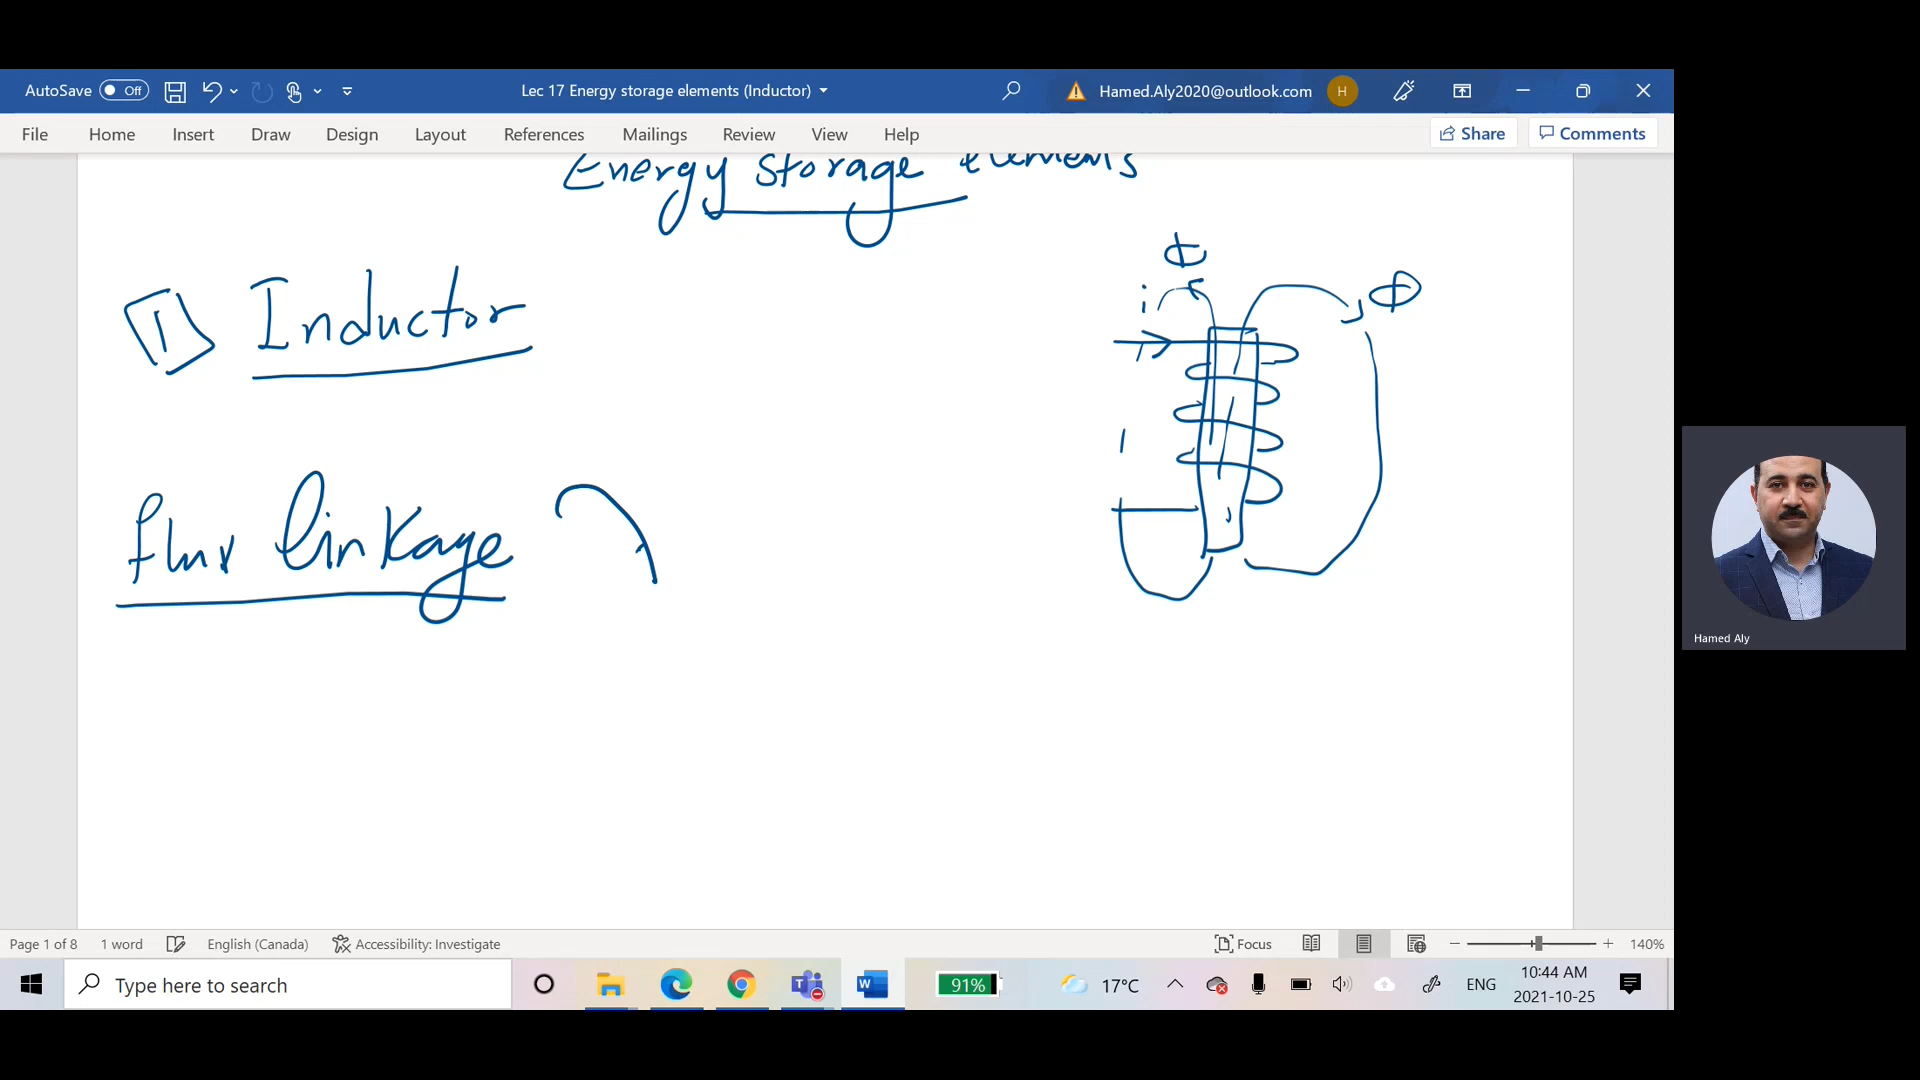 AutoSave Off
Lec 17 Energy storage elements (Inductor)
Hamed.Aly2020@outlook.com H
File Home Insert Draw Design Layout References Mailings Review View Help
Share Comments
Energy storage elements
1 Inductor
Φ
i
Φ
flux linkage
Hamed Aly
Page 1 of 8 1 word English (Canada) Accessibility: Investigate Focus 140%
Type here to search 91% 17°C ENG 10:44 AM
2021-10-25